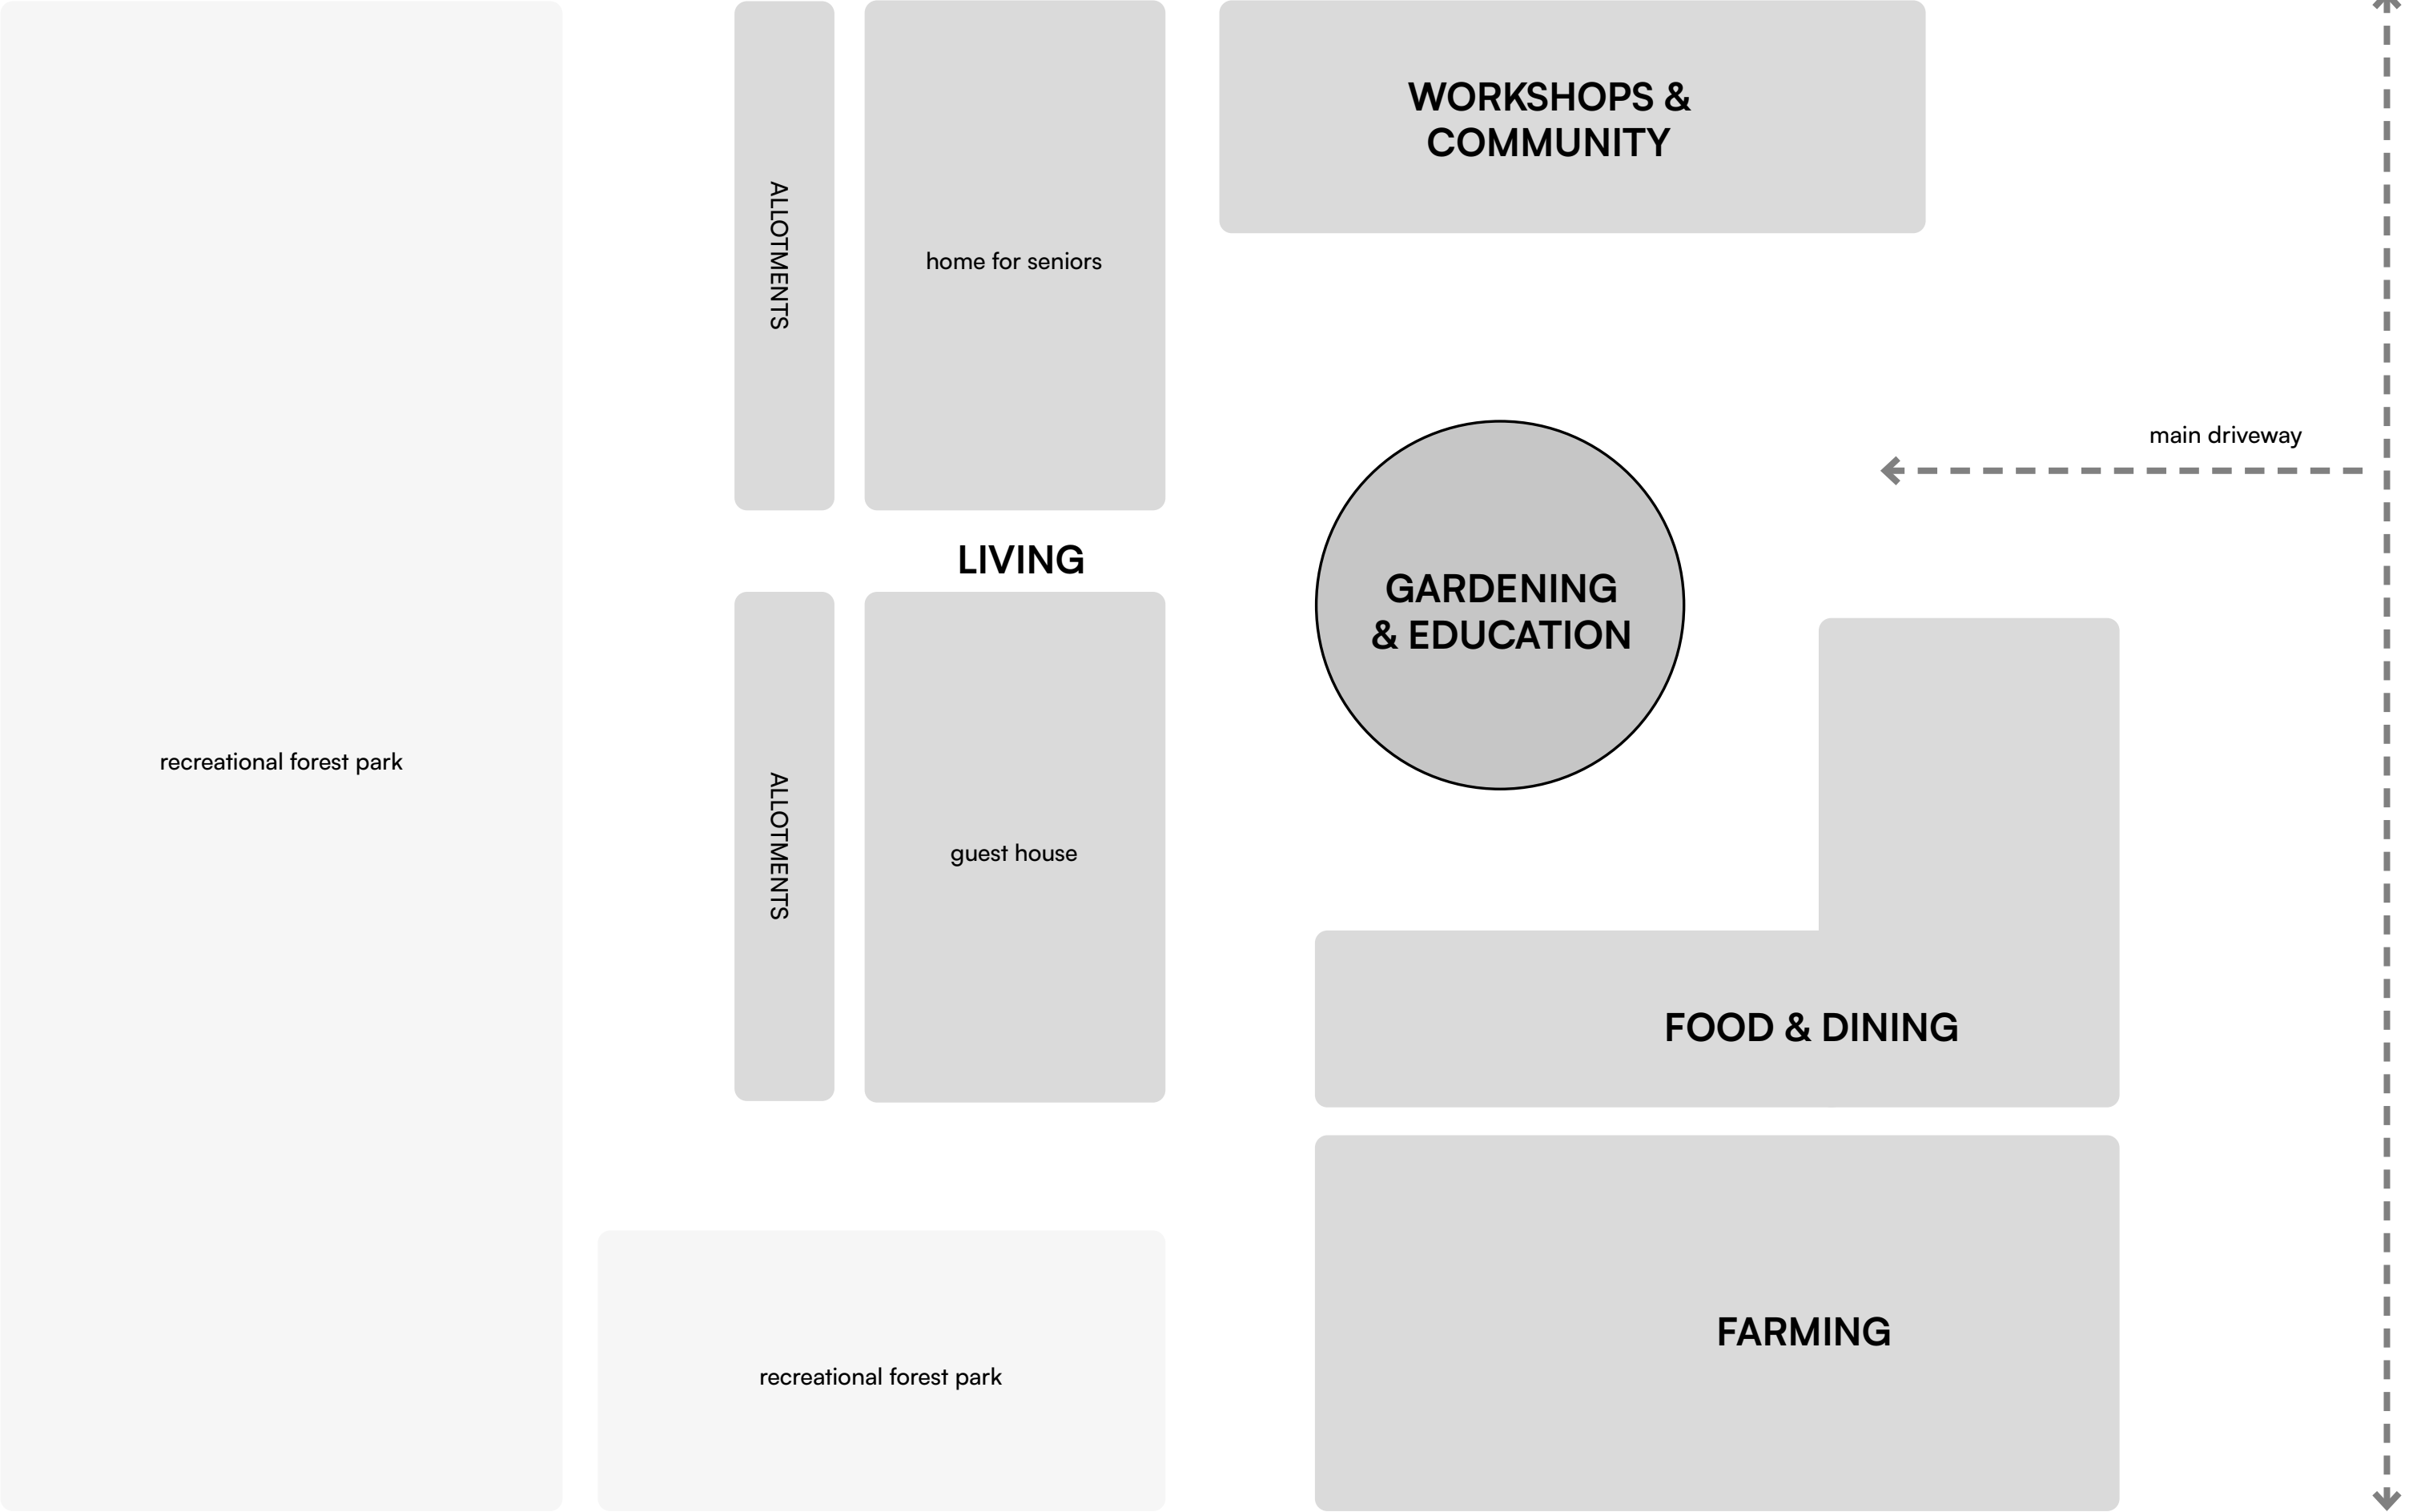 WORKSHOPS &
COMMUNITY
ALLOTMENTS
home for seniors
main driveway
LIVING
GARDENING
& EDUCATION
recreational forest park
ALLOTMENTS
guest house
FOOD & DINING
FARMING
recreational forest park